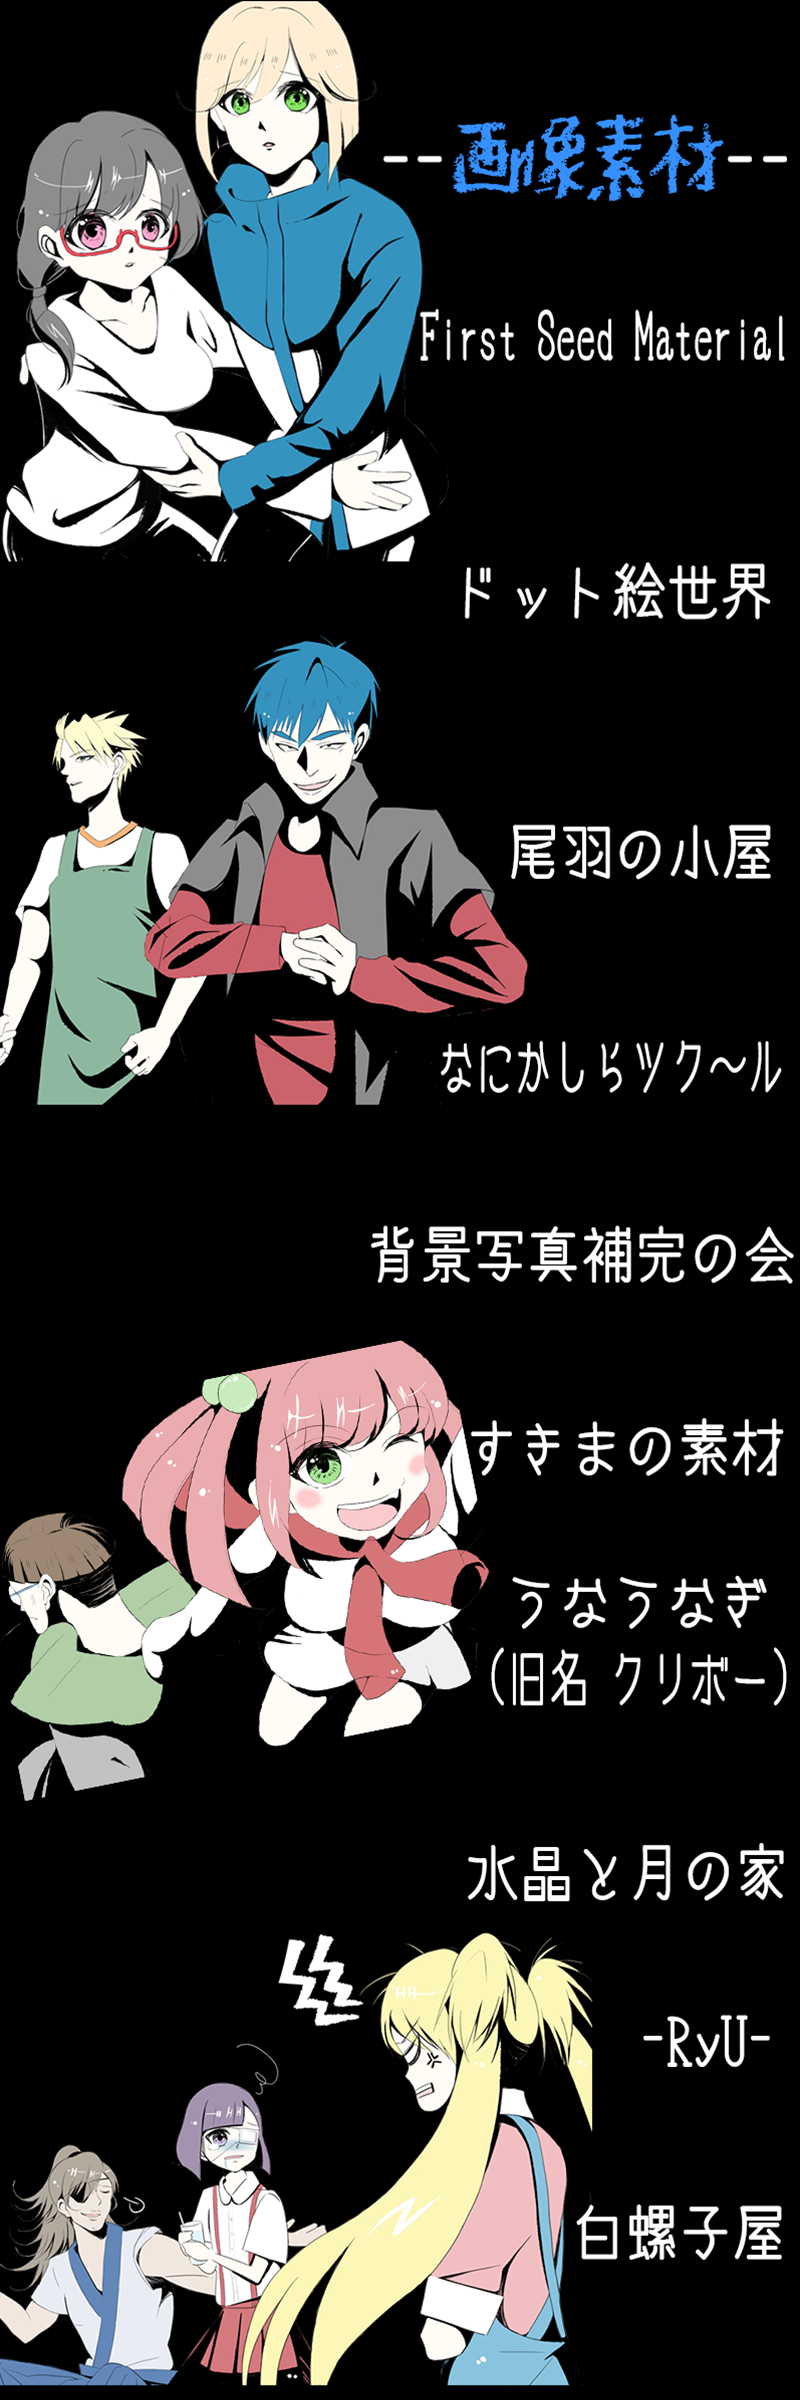 --画像素材--
First Seed Material
ドット絵世界
尾羽の小屋
なにかしらツク～ル
背景写真補完の会
すきまの素材
うなうなぎ
(旧名 クリボー)
水晶と月の家
-RyU-
白螺子屋